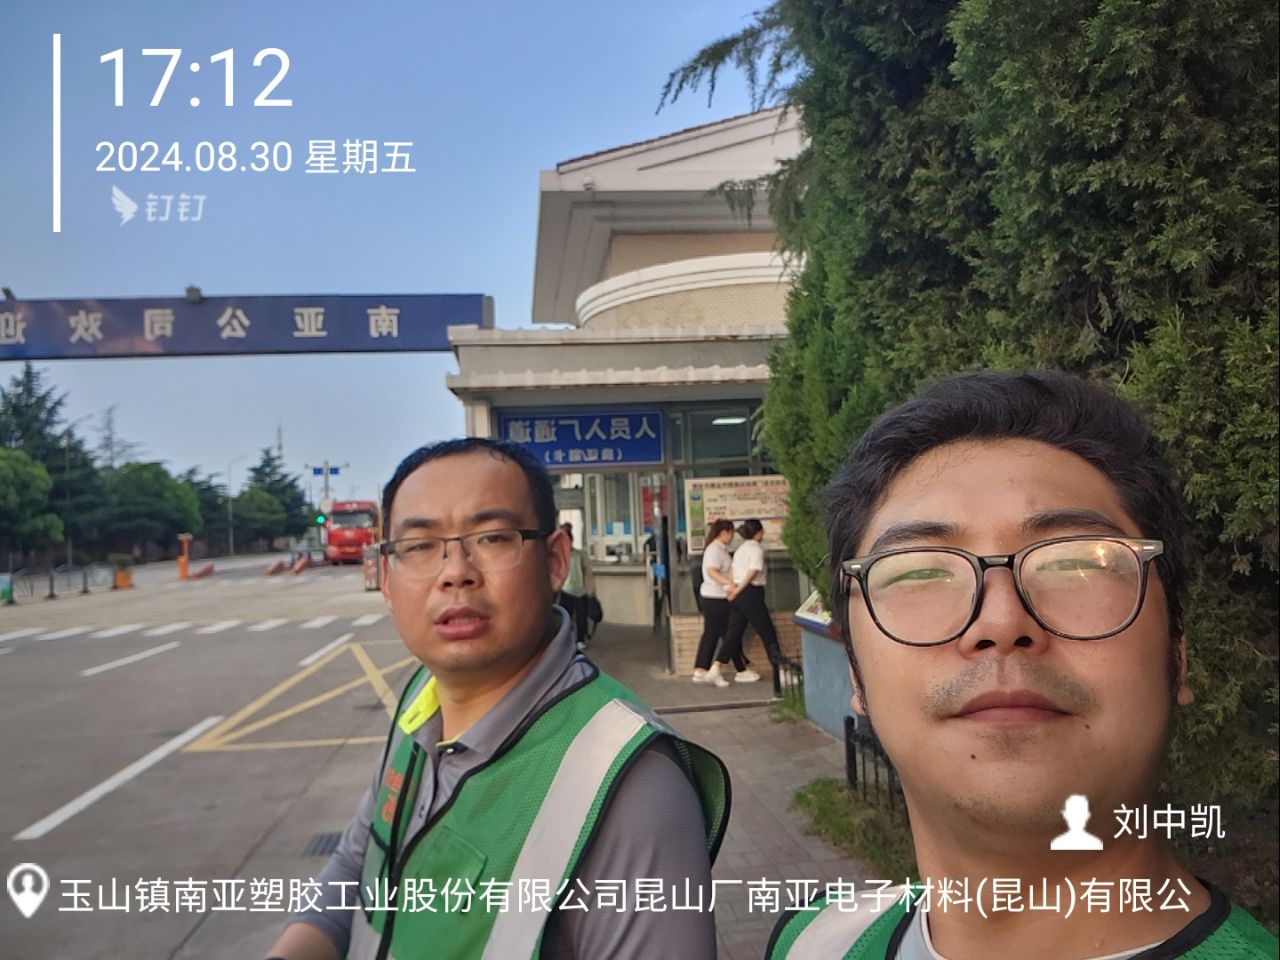 17:12
2024.08.30 星期五
钉钉
南亚公司欢迎
人员入厂通道
刘中凯
玉山镇南亚塑胶工业股份有限公司昆山厂南亚电子材料(昆山)有限公